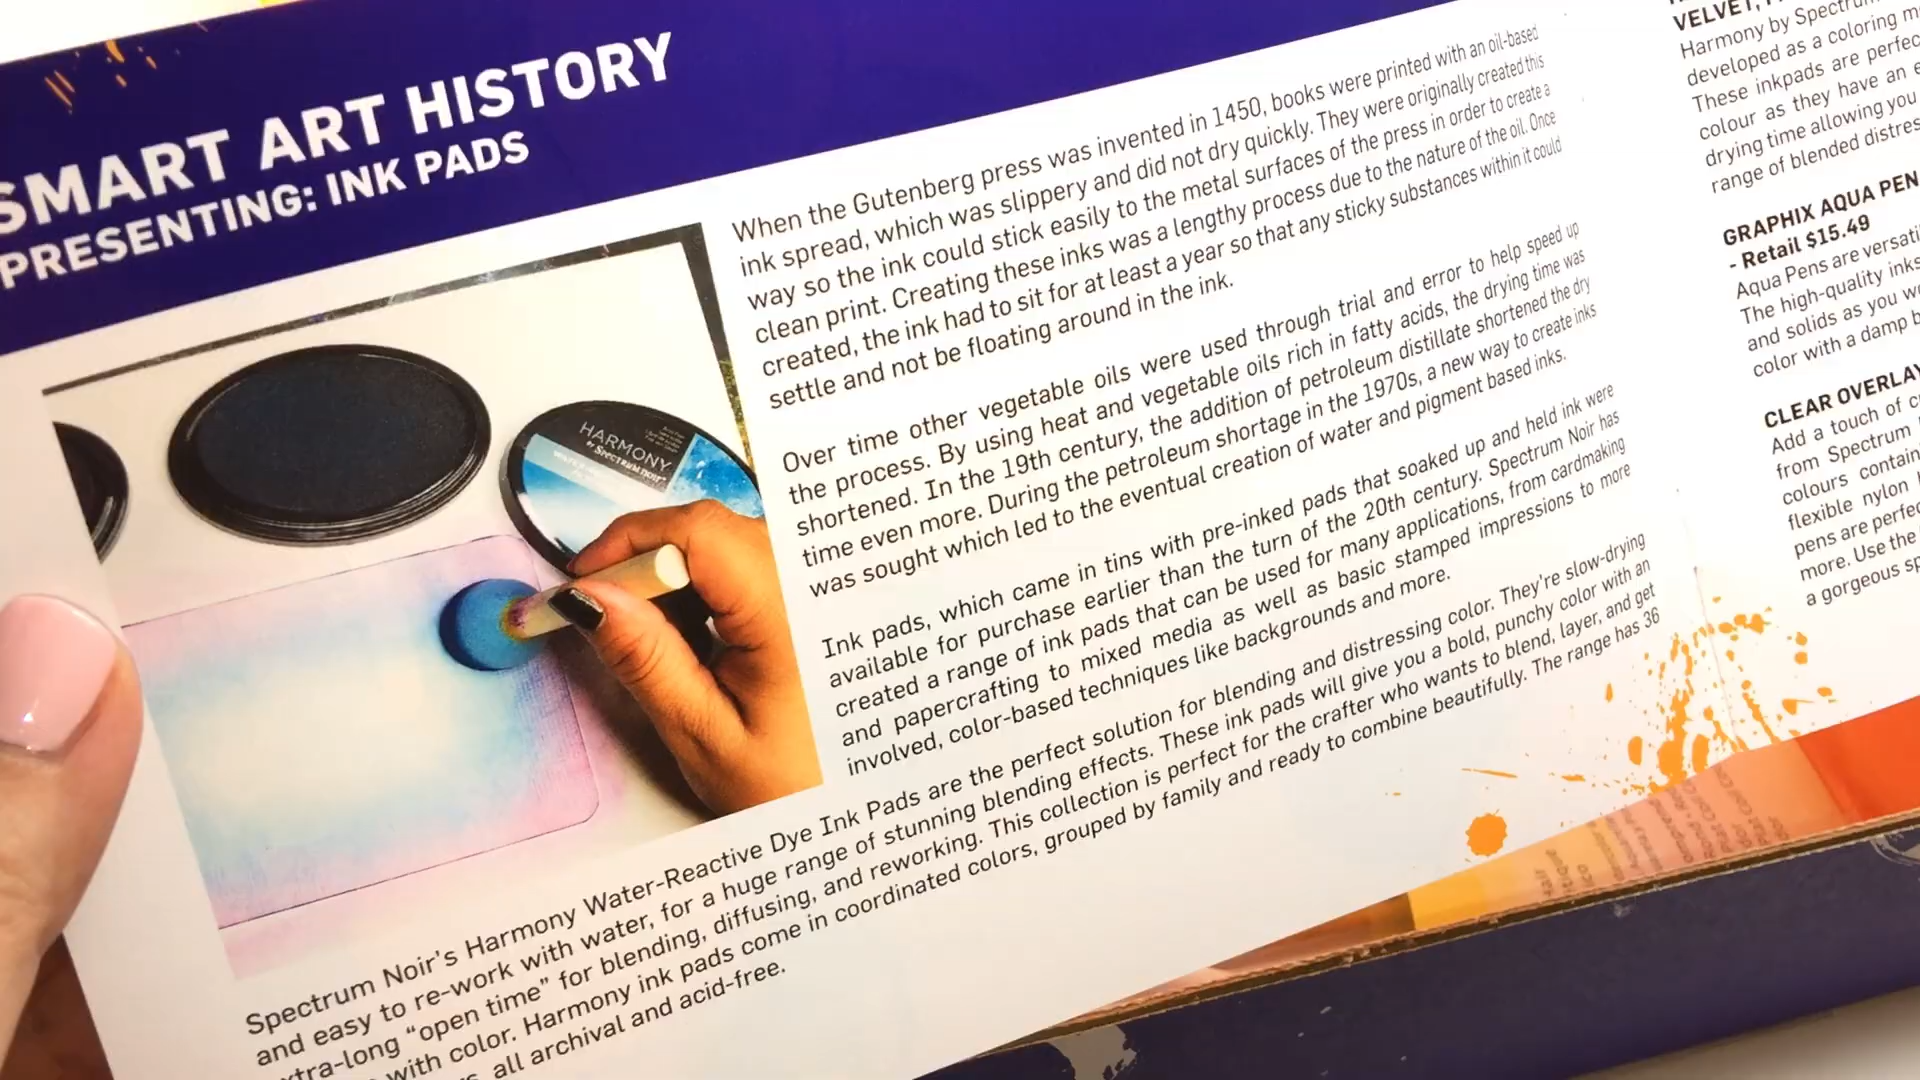 SMART ART HISTORY
PRESENTING: INK PADS
HARMONY
BY SPECTRUM NOIR
When the Gutenberg press was invented in 1450, books were printed with an oil-based
ink spread, which was slippery and did not dry quickly. They were originally created this
way so the ink could stick easily to the metal surfaces of the press in order to create a
clean print. Creating these inks was a lengthy process due to the nature of the oil. Once
created, the ink had to sit for at least a year so that any sticky substances within it could
settle and not be floating around in the ink.
Over time other vegetable oils were used through trial and error to help speed up
the process. By using heat and vegetable oils rich in fatty acids, the drying time was
shortened. In the 19th century, the addition of petroleum distillate shortened the dry
time even more. During the petroleum shortage in the 1970s, a new way to create inks
was sought which led to the eventual creation of water and pigment based inks.
Ink pads, which came in tins with pre-inked pads that soaked up and held ink were
available for purchase earlier than the turn of the 20th century. Spectrum Noir has
created a range of ink pads that can be used for many applications, from cardmaking
and papercrafting to mixed media as well as basic stamped impressions to more
involved, color-based techniques like backgrounds and more.
Spectrum Noir's Harmony Water-Reactive Dye Ink Pads are the perfect solution for blending and distressing color. They're slow-drying
and easy to re-work with water, for a huge range of stunning blending effects. These ink pads will give you a bold, punchy color with an
xtra-long "open time" for blending, diffusing, and reworking. This collection is perfect for the crafter who wants to blend, layer, and get
with color. Harmony ink pads come in coordinated colors, grouped by family and ready to combine beautifully. The range has 36
all archival and acid-free.
VELVET,
Harmony by Spectrum
developed as a coloring m
These inkpads are perfec
colour as they have an e
drying time allowing you
range of blended distres
GRAPHIX AQUA PEN
- Retail $15.49
Aqua Pens are versati
The high-quality inks
and solids as you w
color with a damp b
CLEAR OVERLAY
Add a touch of c
from Spectrum
colours contain
flexible nylon
pens are perfec
more. Use the
a gorgeous sp